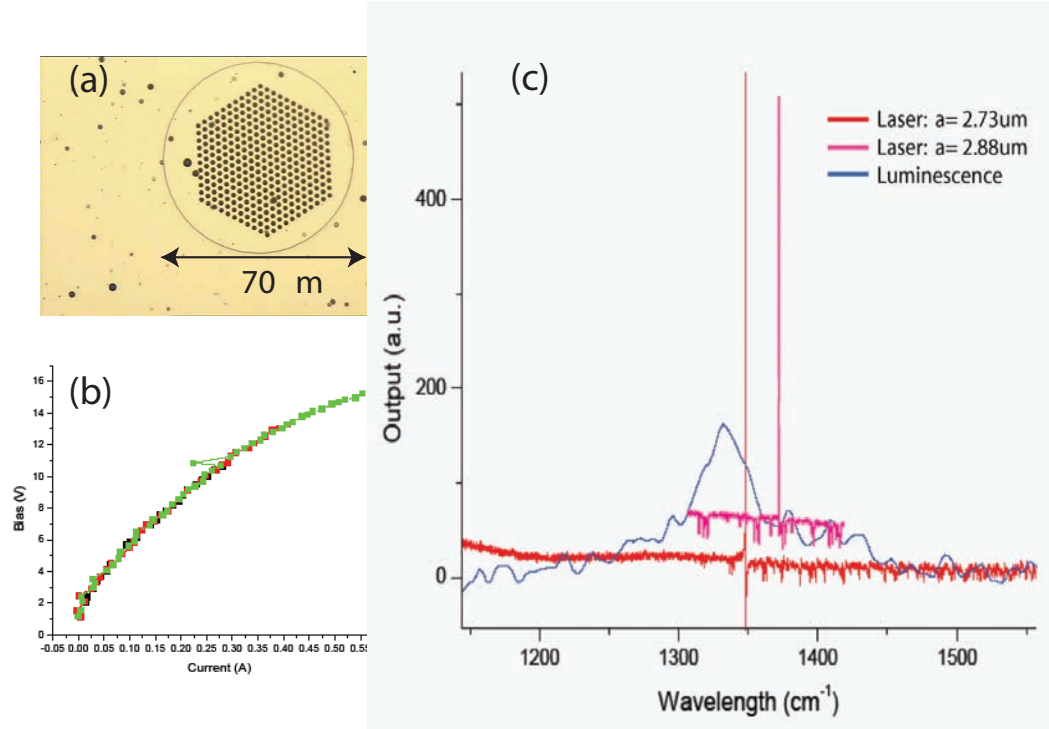 (a)
70 m
(b)
16
14
12
10
8
6
4
2
0
Bias (V)
-0.05 0.00 0.05 0.10 0.15 0.20 0.25 0.30 0.35 0.40 0.45 0.50 0.55
Current (A)
(c)
Laser: a= 2.73um
Laser: a= 2.88um
Luminescence
400
200
0
Output (a.u.)
1200 1300 1400 1500
Wavelength (cm-1)